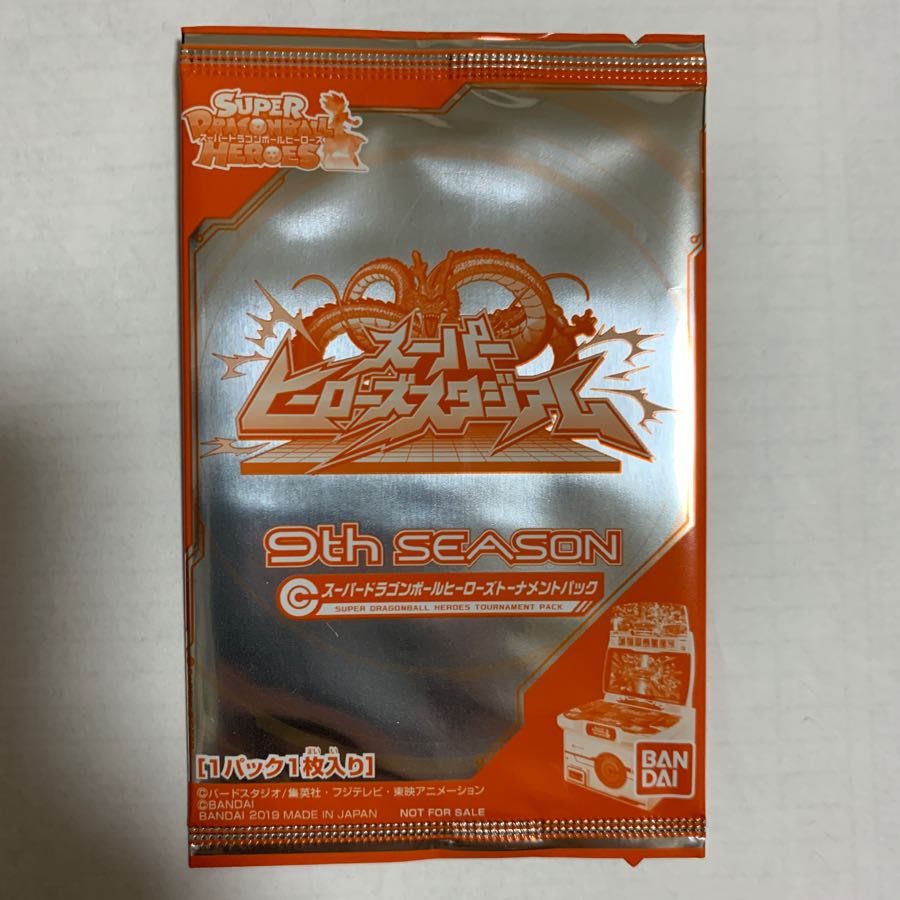 SUPER
DRAGONBALL
スーパードラゴンボールヒーローズ
HEROES
スーパー
ヒーローズスタジアム
9th SEASON
スーパードラゴンボールヒーローズトーナメントパック
SUPER DRAGONBALL HEROES TOURNAMENT PACK
BAN
DAI
[1パック1枚入り]
まいい
©バードスタジオ/集英社・フジテレビ・東映アニメーション
©BANDAI
BANDAI 2019 MADE IN JAPAN NOT FOR SALE